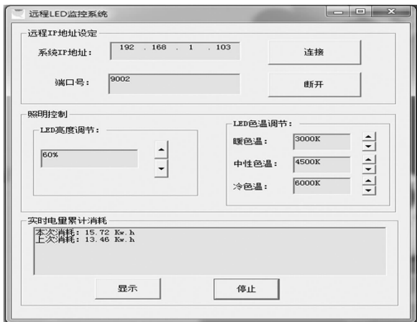 远程LED监控系统
远程IP地址设定
系统IP地址： 192 . 168 . 1 . 103
连接
端口号： 9002
断开
照明控制
LED亮度调节：
60%
LED色温调节：
暖色温： 3000K
中性色温： 4500K
冷色温： 6000K
实时电量累计消耗
本次消耗：15.72 Kw.h
上次消耗：13.46 Kw.h
显示
停止